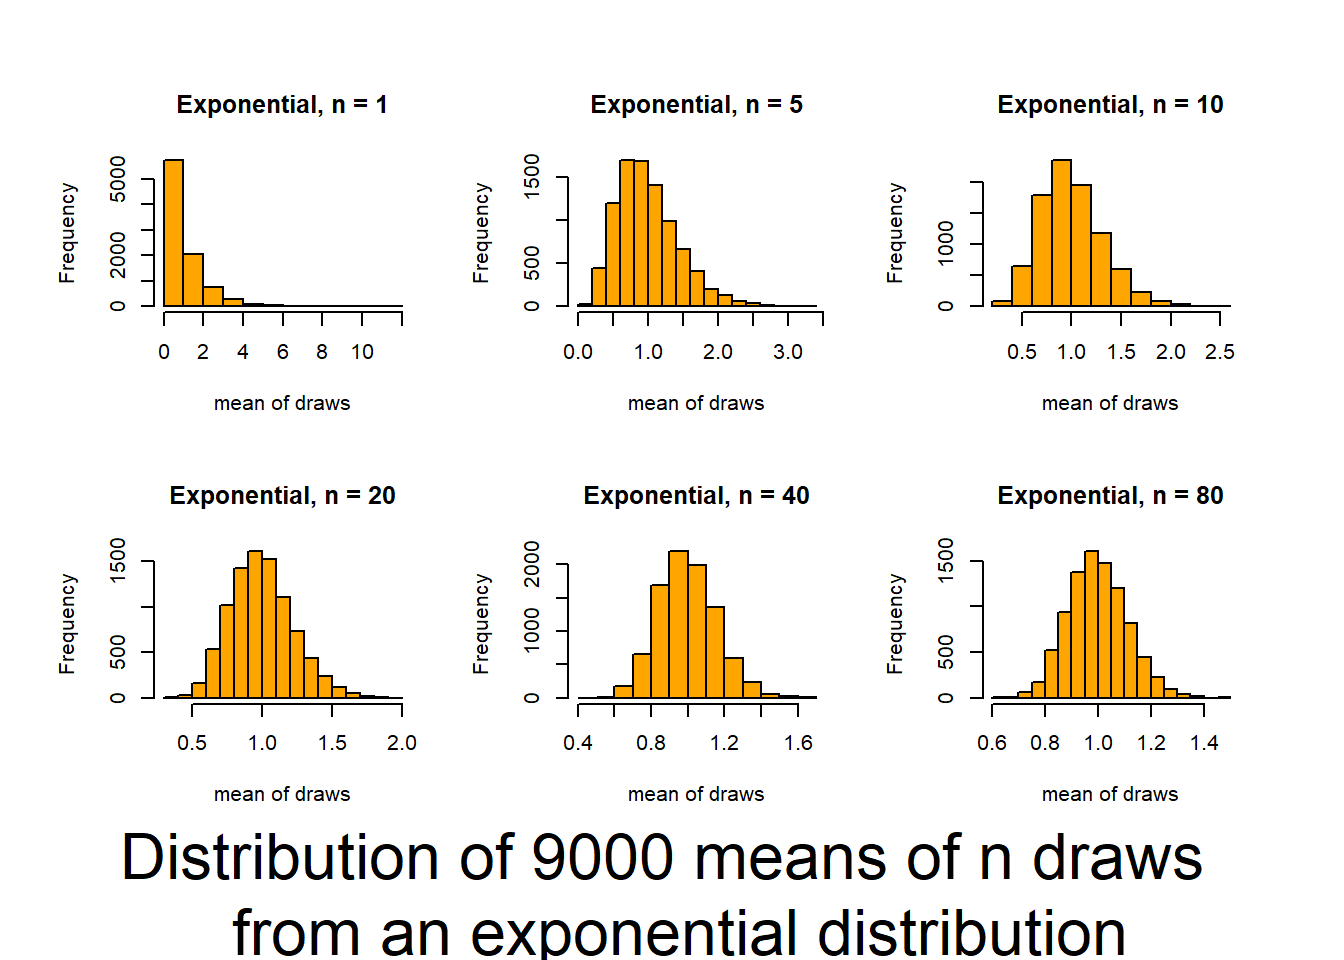 Exponential, n = 1
Frequency
0 2000 5000
0 2 4 6 8 10
mean of draws
Exponential, n = 5
Frequency
0 500 1500
0.0 1.0 2.0 3.0
mean of draws
Exponential, n = 10
Frequency
0 1000
0.5 1.0 1.5 2.0 2.5
mean of draws
Exponential, n = 20
Frequency
0 500 1500
0.5 1.0 1.5 2.0
mean of draws
Exponential, n = 40
Frequency
0 1000 2000
0.4 0.8 1.2 1.6
mean of draws
Exponential, n = 80
Frequency
0 500 1500
0.6 0.8 1.0 1.2 1.4
mean of draws
Distribution of 9000 means of n draws
from an exponential distribution